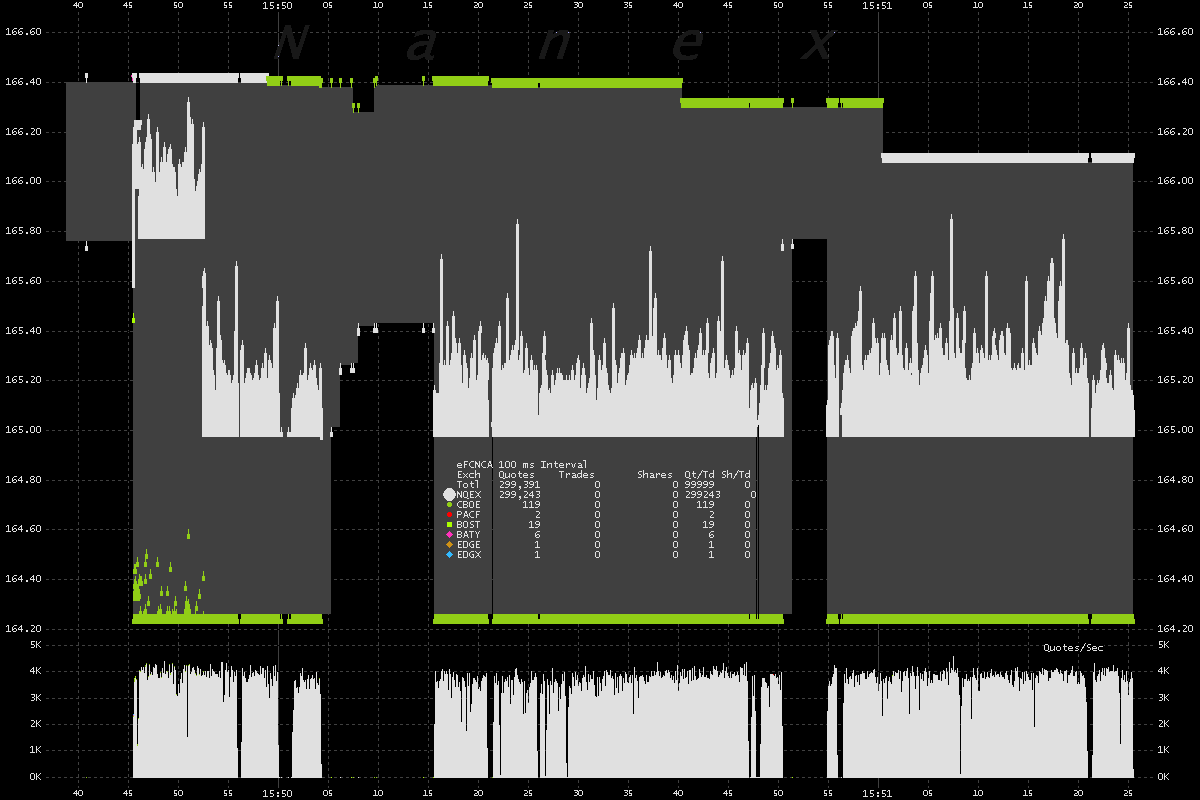 40 45 50 55 15:50 05 10 15 20 25 30 35 40 45 50 55 15:51 05 10 15 20 25
N a n e x
166.60 166.60
166.40 166.40
166.20 166.20
166.00 166.00
165.80 165.80
165.60 165.60
165.40 165.40
165.20 165.20
165.00 165.00
164.80 164.80
164.60 164.60
164.40 164.40
164.20 164.20
eFCNCA 100 ms Interval
Exch Quotes Trades Shares Qt/Td Sh/Td
Totl 299,391 0 0 99999 0
NQEX 299,243 0 0 299243 0
CBOE 119 0 0 119 0
PACF 2 0 0 2 0
BOST 19 0 0 19 0
BATY 6 0 0 6 0
EDGE 1 0 0 1 0
EDGX 1 0 0 1 0
5K Quotes/Sec 5K
4K 4K
3K 3K
2K 2K
1K 1K
0K 0K
40 45 50 55 15:50 05 10 15 20 25 30 35 40 45 50 55 15:51 05 10 15 20 25